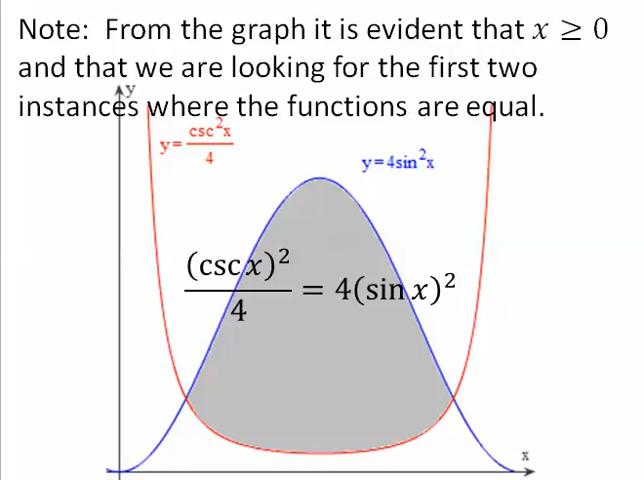 Note: From the graph it is evident that 𝑥 ≥ 0
and that we are looking for the first two
instances where the functions are equal.
y
y=csc²x/4
y=4sin²x
(csc 𝑥)²/4 = 4(sin 𝑥)²
x